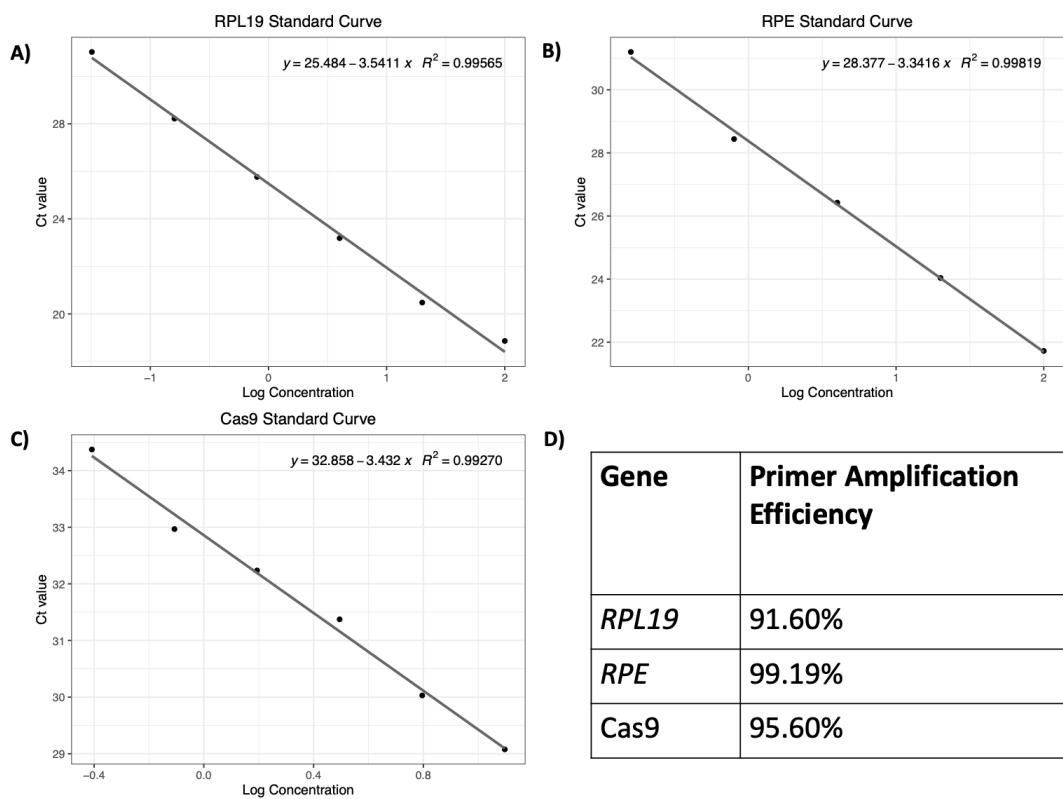 A)
RPL19 Standard Curve
y = 25.484 − 3.5411 x R² = 0.99565
28
24
20
Ct value
−1 0 1 2
Log Concentration
B)
RPE Standard Curve
y = 28.377 − 3.3416 x R² = 0.99819
30
28
26
24
22
Ct value
0 1 2
Log Concentration
C)
Cas9 Standard Curve
y = 32.858 − 3.432 x R² = 0.99270
34
33
32
31
30
29
Ct value
−0.4 0.0 0.4 0.8
Log Concentration
D)
Gene Primer Amplification
Efficiency
RPL19 91.60%
RPE 99.19%
Cas9 95.60%